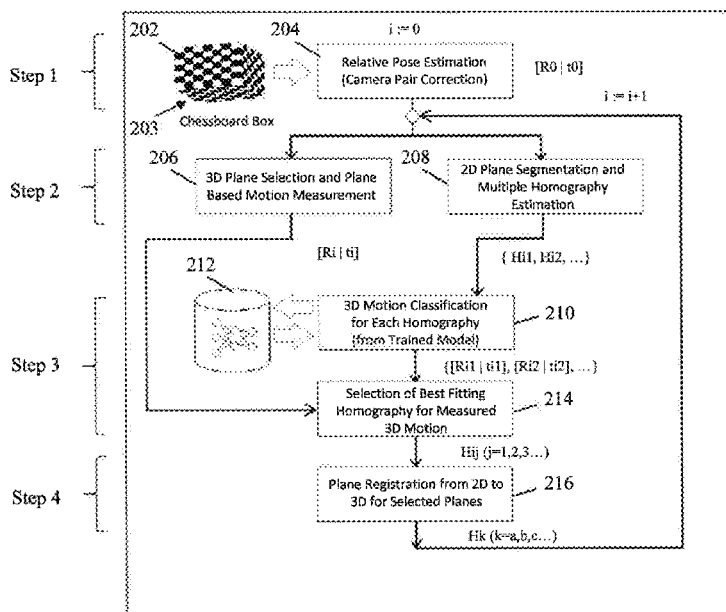 202
204
i := 0
Step 1
Relative Pose Estimation
(Camera Pair Correction)
[R0 | t0]
i := i+1
203
Chessboard Box
206
208
Step 2
3D Plane Selection and Plane
Based Motion Measurement
2D Plane Segmentation and
Multiple Homography
Estimation
[Ri | ti]
{ Hi1, Hi2, ...}
212
Step 3
3D Motion Classification
for Each Homography
(from Trained Model)
210
{[Ri1 | ti1], [Ri2 | ti2], ...}
Selection of Best Fitting
Homography for Measured
3D Motion
214
Hij (j=1,2,3...)
Step 4
Plane Registration from 2D to
3D for Selected Planes
216
Hk (k=a,b,c...)